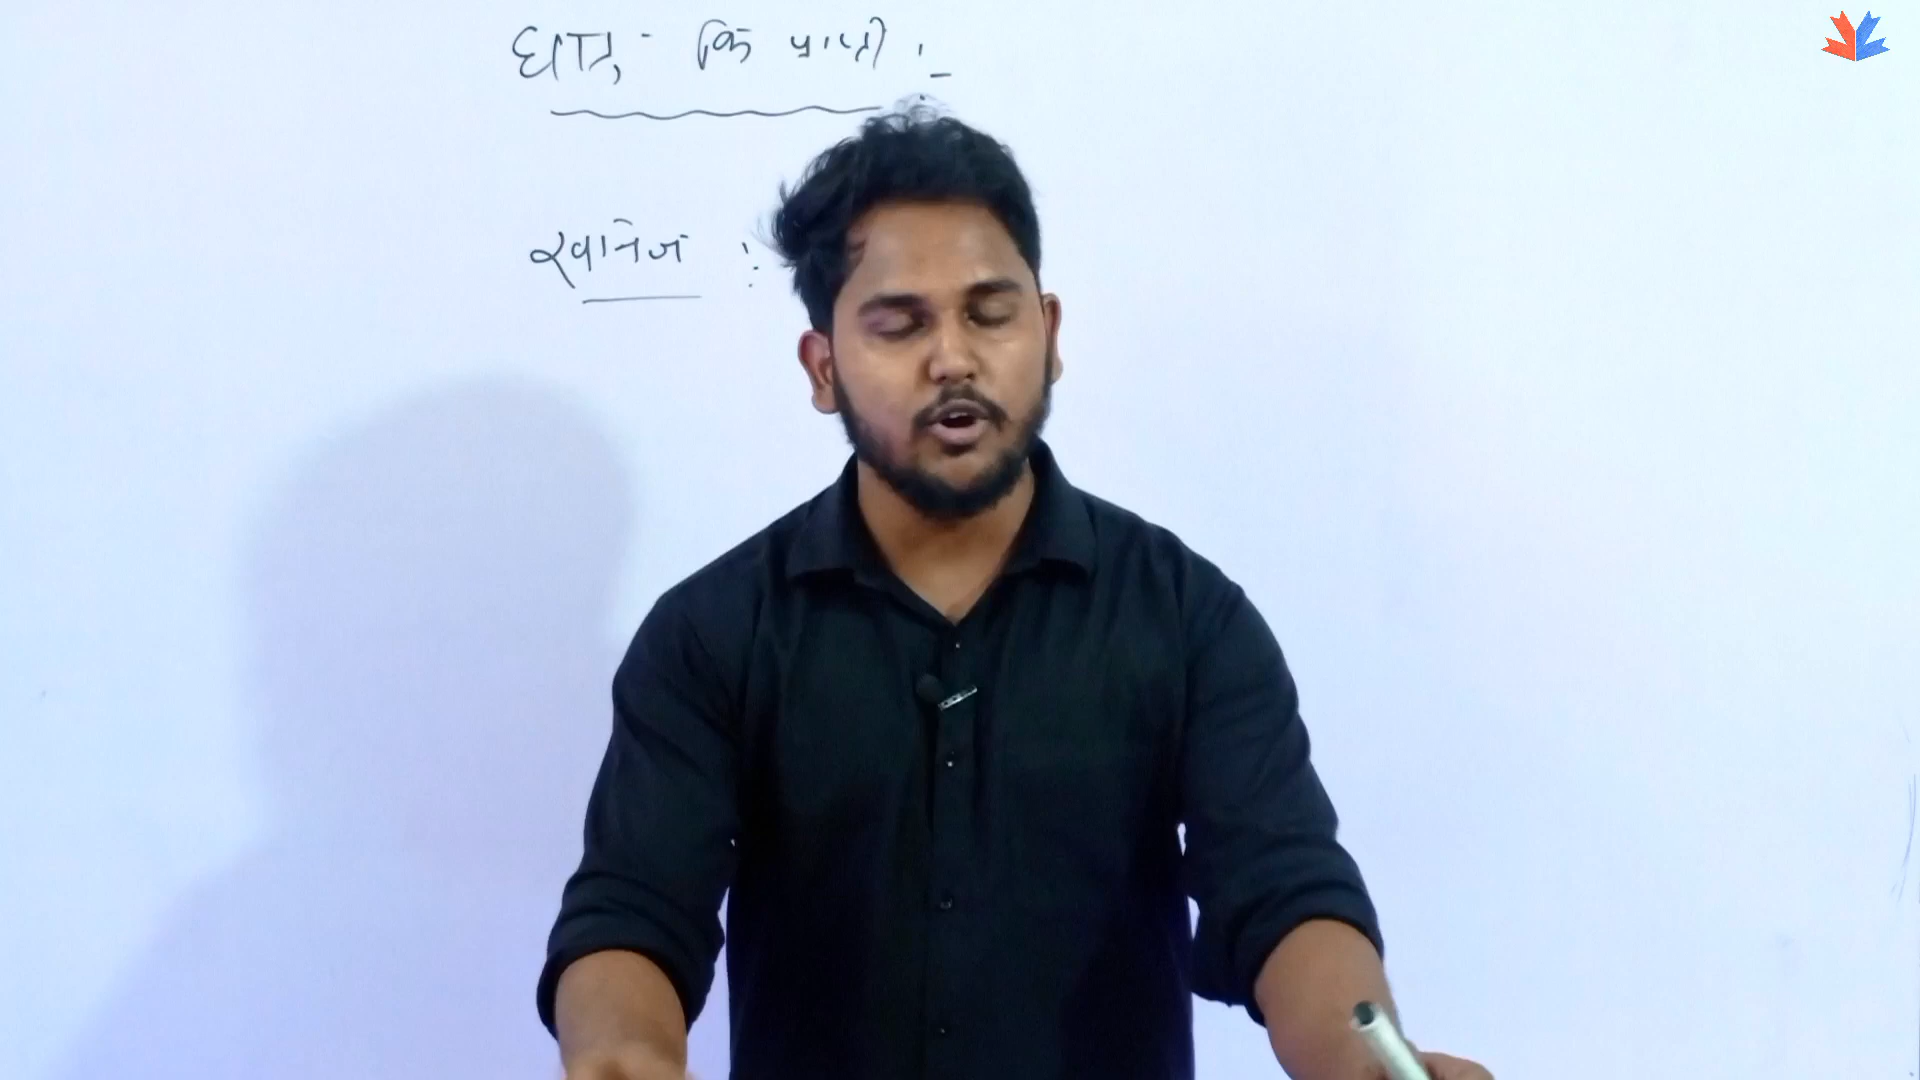 धातु - कि प्राप्ती :-
खनिज :